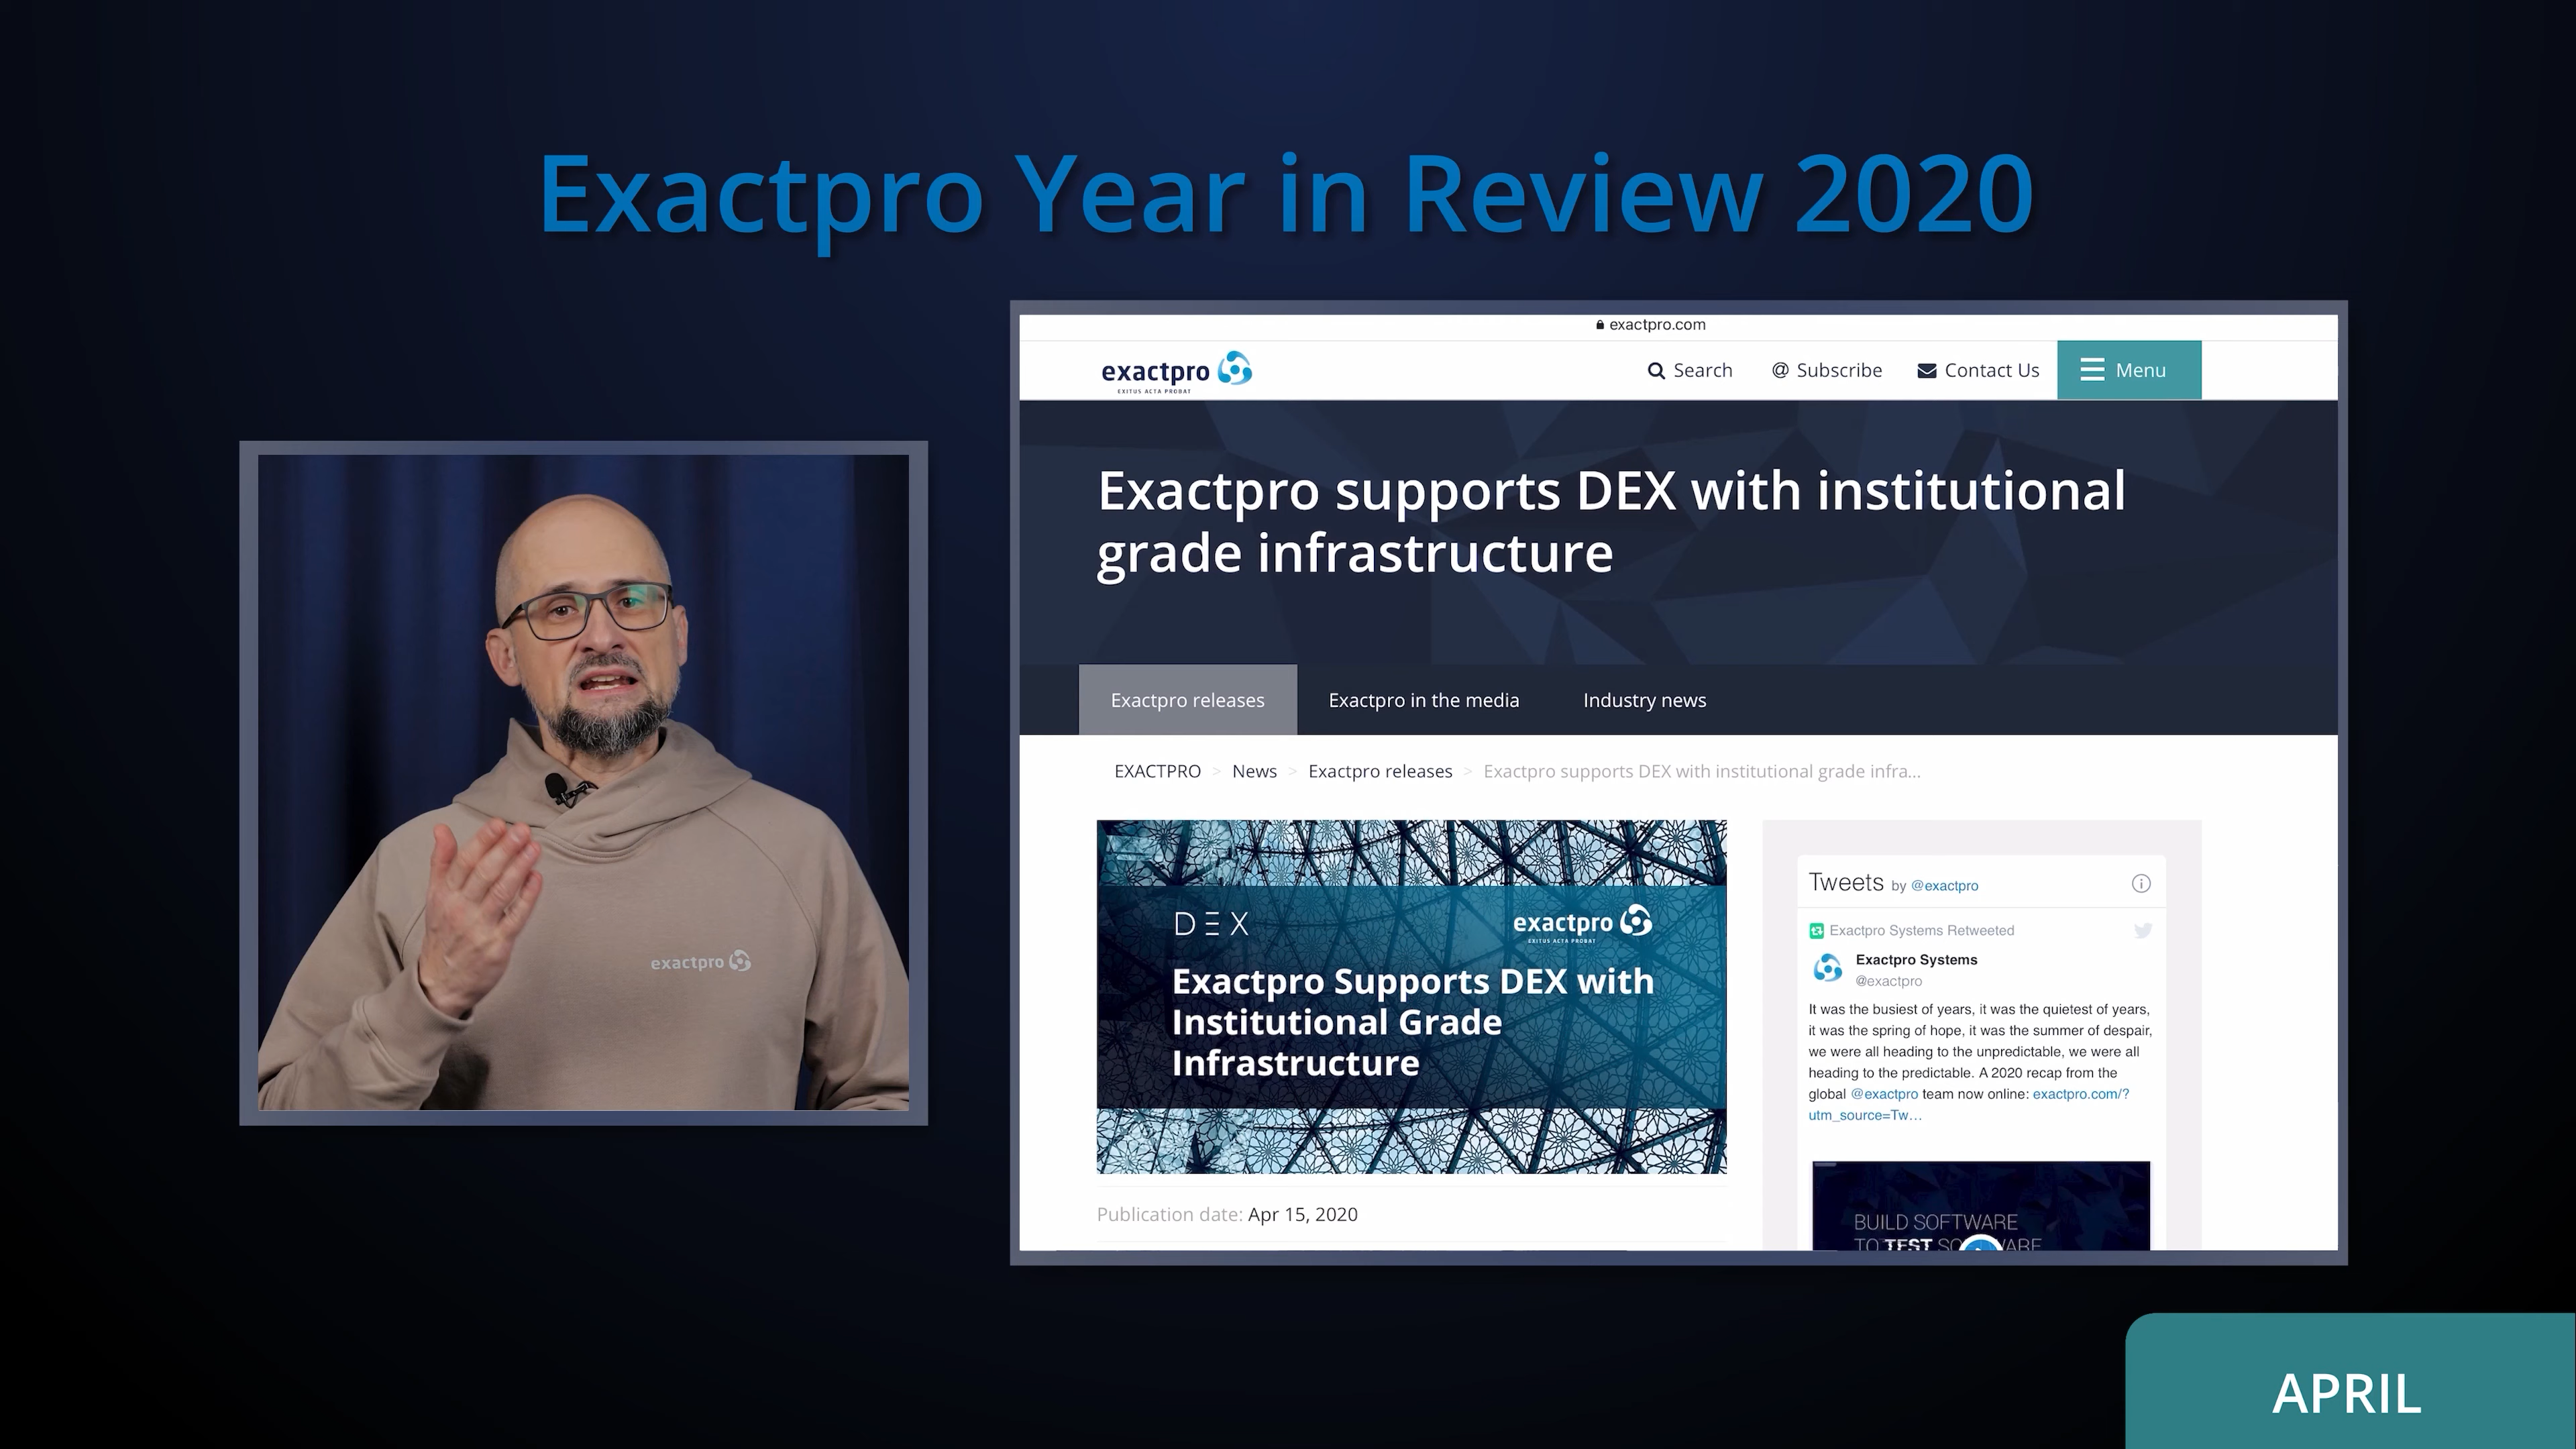 Exactpro Year in Review 2020
exactpro.com
exactpro
EXITUS ACTA PROBAT
Search
@ Subscribe
Contact Us
Menu
Exactpro supports DEX with institutional
grade infrastructure
Exactpro releases
Exactpro in the media
Industry news
EXACTPRO > News > Exactpro releases > Exactpro supports DEX with institutional grade infra...
exactpro
DEX
exactpro
EXITUS ACTA PROBAT
Exactpro Supports DEX with
Institutional Grade
Infrastructure
Publication date: Apr 15, 2020
Tweets by @exactpro
Exactpro Systems Retweeted
Exactpro Systems
@exactpro
It was the busiest of years, it was the quietest of years,
it was the spring of hope, it was the summer of despair,
we were all heading to the unpredictable, we were all
heading to the predictable. A 2020 recap from the
global @exactpro team now online: exactpro.com/?
utm_source=Tw…
BUILD SOFTWARE
TO TEST
APRIL